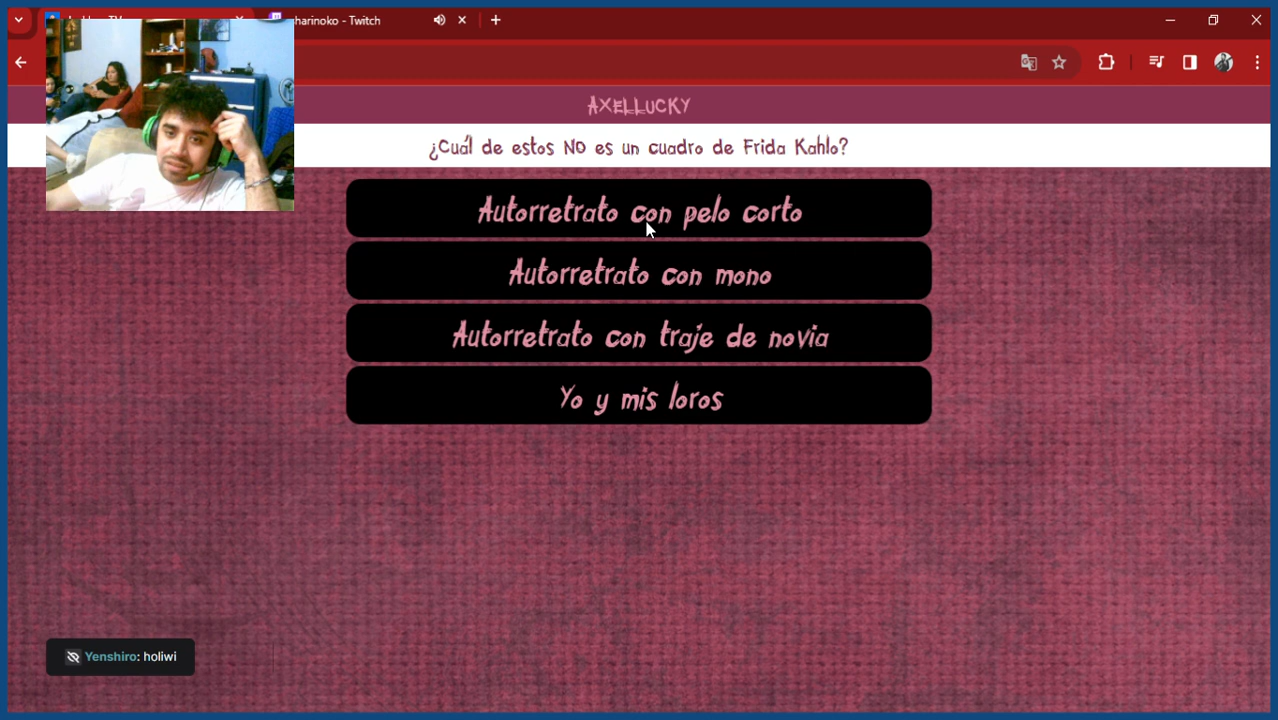 harinoko - Twitch
AXELLUCKY
¿Cuál de estos NO es un cuadro de Frida Kahlo?
Autorretrato con pelo corto
Autorretrato con mono
Autorretrato con traje de novia
Yo y mis loros
Yenshiro: holiwi